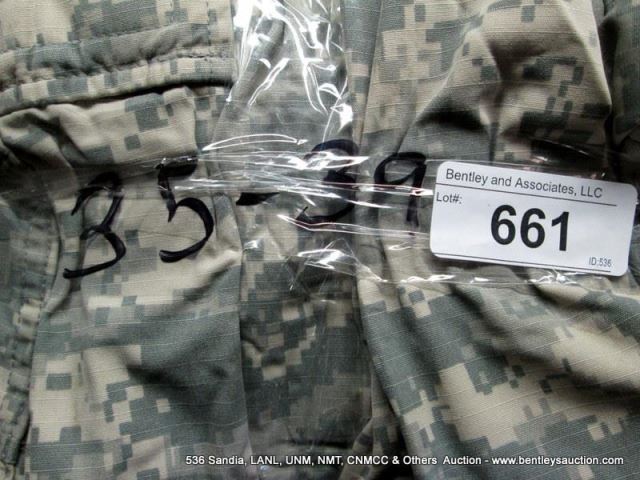 35-39
Bentley and Associates, LLC
Lot#:
661
ID:536
536 Sandia, LANL, UNM, NMT, CNMCC & Others Auction - www.bentleysauction.com